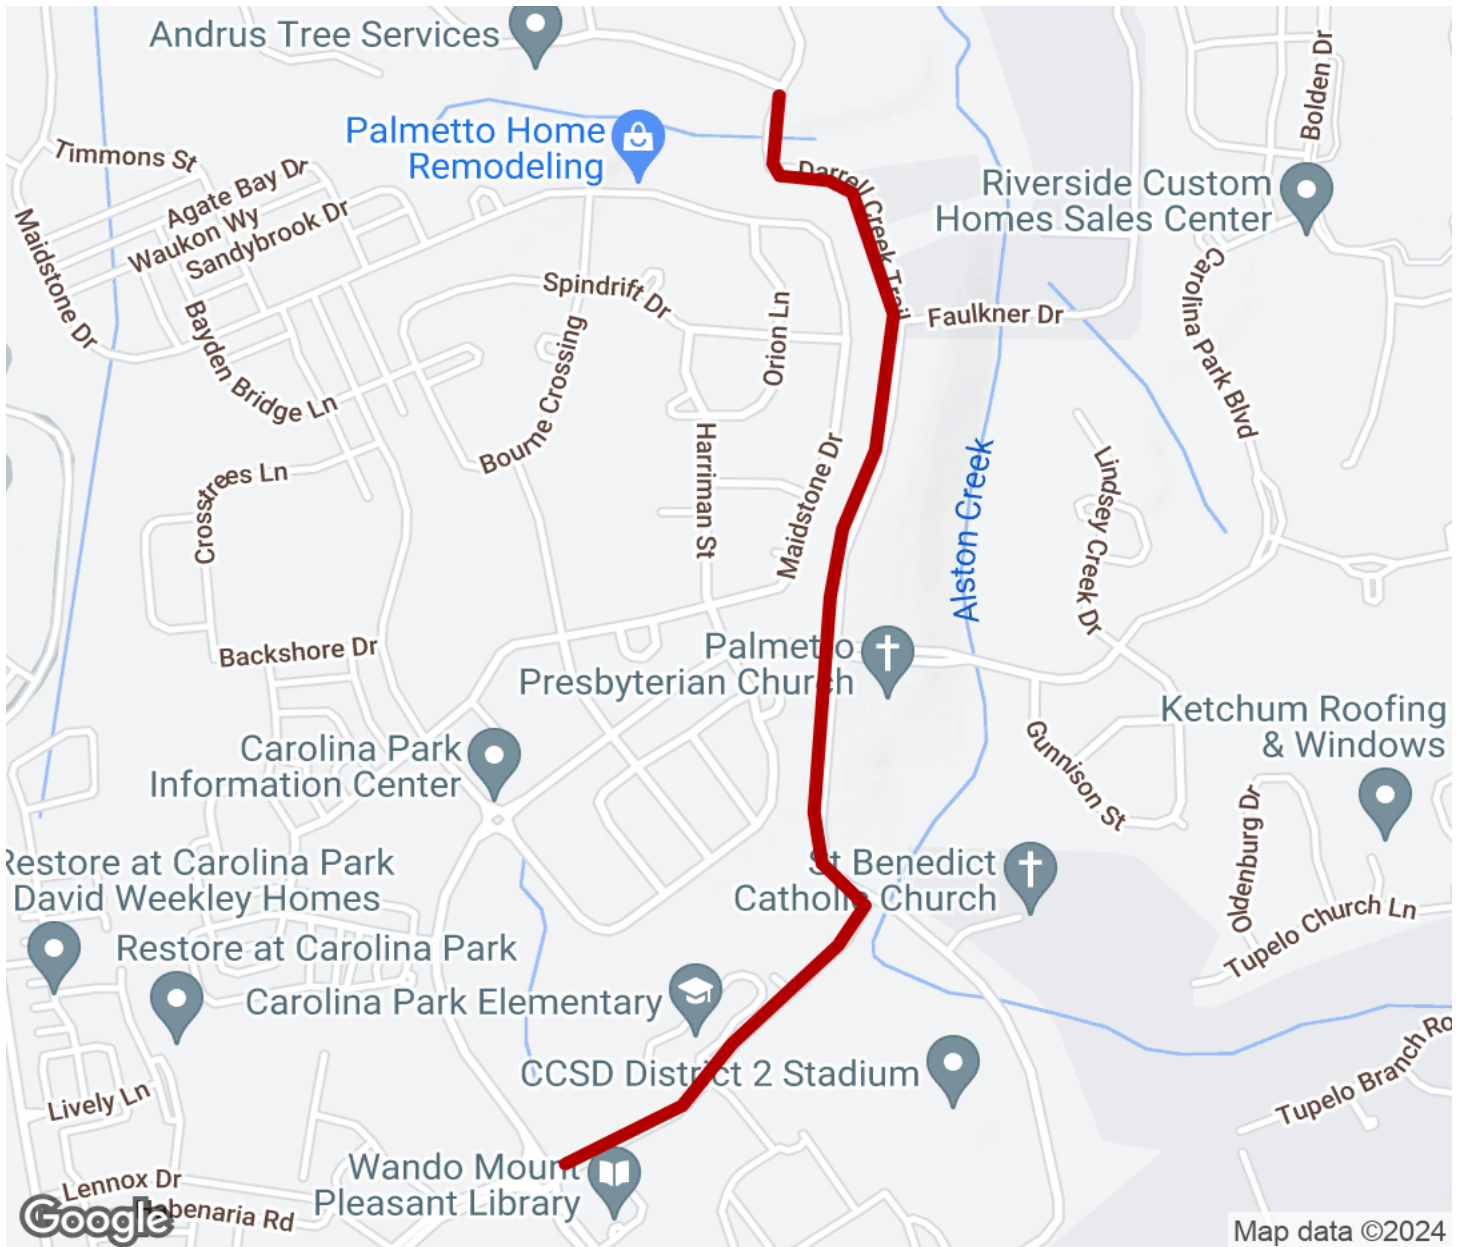 Andrus Tree Services
Bolden Dr
Palmetto Home
Remodeling
Timmons St
Agate Bay Dr
Waukon Wy
Sandybrook Dr
Maidstone Dr
Darrell Creek Trail
Riverside Custom
Homes Sales Center
Carolina Park Blvd
Spindrift Dr
Orion Ln
Faulkner Dr
Bayden Bridge Ln
Bourne Crossing
Harriman St
Maidstone Dr
Alston Creek
Lindsey Creek Dr
Crosstrees Ln
Backshore Dr
Palmetto
Presbyterian Church
Gunnison St
Ketchum Roofing
& Windows
Oldenburg Dr
Carolina Park
Information Center
St Benedict
Catholic Church
Tupelo Church Ln
Restore at Carolina Park
David Weekley Homes
Restore at Carolina Park
Carolina Park Elementary
CCSD District 2 Stadium
Tupelo Branch Ro
Lively Ln
Wando Mount
Pleasant Library
Lennox Dr
Habenaria Rd
Google
Map data ©2024